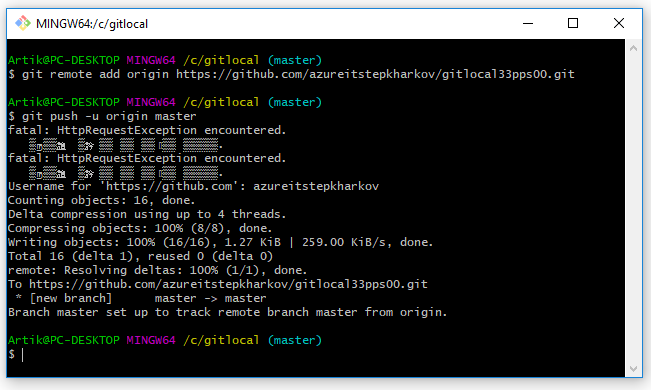 MINGW64:/c/gitlocal
Artik@PC-DESKTOP MINGW64 /c/gitlocal (master)
$ git remote add origin https://github.com/azureitstepkharkov/gitlocal33pps00.git
Artik@PC-DESKTOP MINGW64 /c/gitlocal (master)
$ git push -u origin master
fatal: HttpRequestException encountered.
fatal: HttpRequestException encountered.
Username for 'https://github.com': azureitstepkharkov
Counting objects: 16, done.
Delta compression using up to 4 threads.
Compressing objects: 100% (8/8), done.
Writing objects: 100% (16/16), 1.27 KiB | 259.00 KiB/s, done.
Total 16 (delta 1), reused 0 (delta 0)
remote: Resolving deltas: 100% (1/1), done.
To https://github.com/azureitstepkharkov/gitlocal33pps00.git
 * [new branch]      master -> master
Branch master set up to track remote branch master from origin.
Artik@PC-DESKTOP MINGW64 /c/gitlocal (master)
$